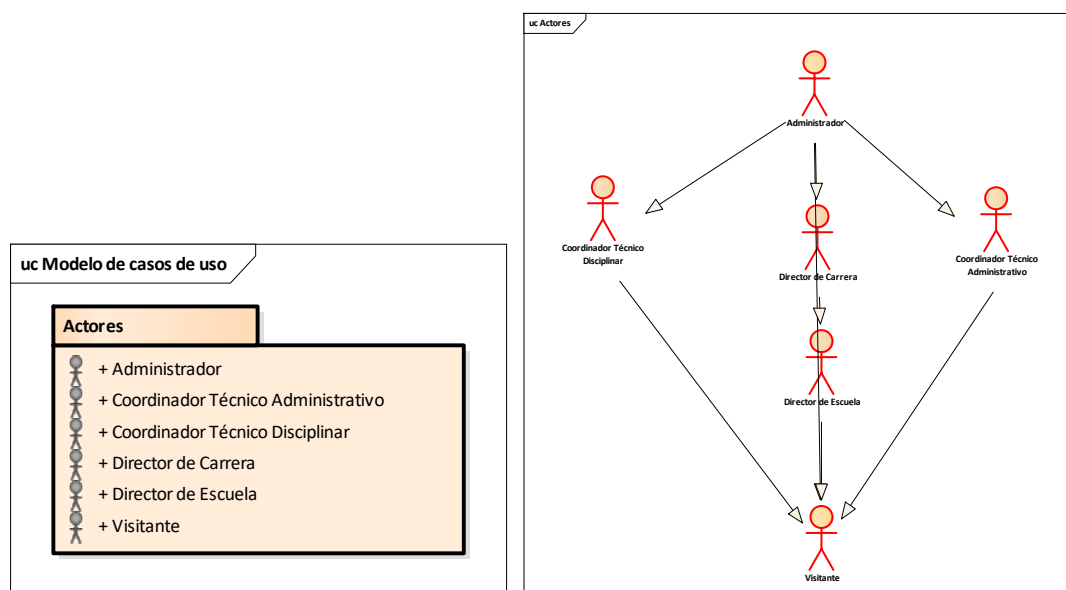 uc Modelo de casos de uso
Actores
+ Administrador
+ Coordinador Técnico Administrativo
+ Coordinador Técnico Disciplinar
+ Director de Carrera
+ Director de Escuela
+ Visitante
uc Actores
Administrador
Coordinador Técnico
Disciplinar
Director de Carrera
Coordinador Técnico
Administrativo
Director de Escuela
Visitante